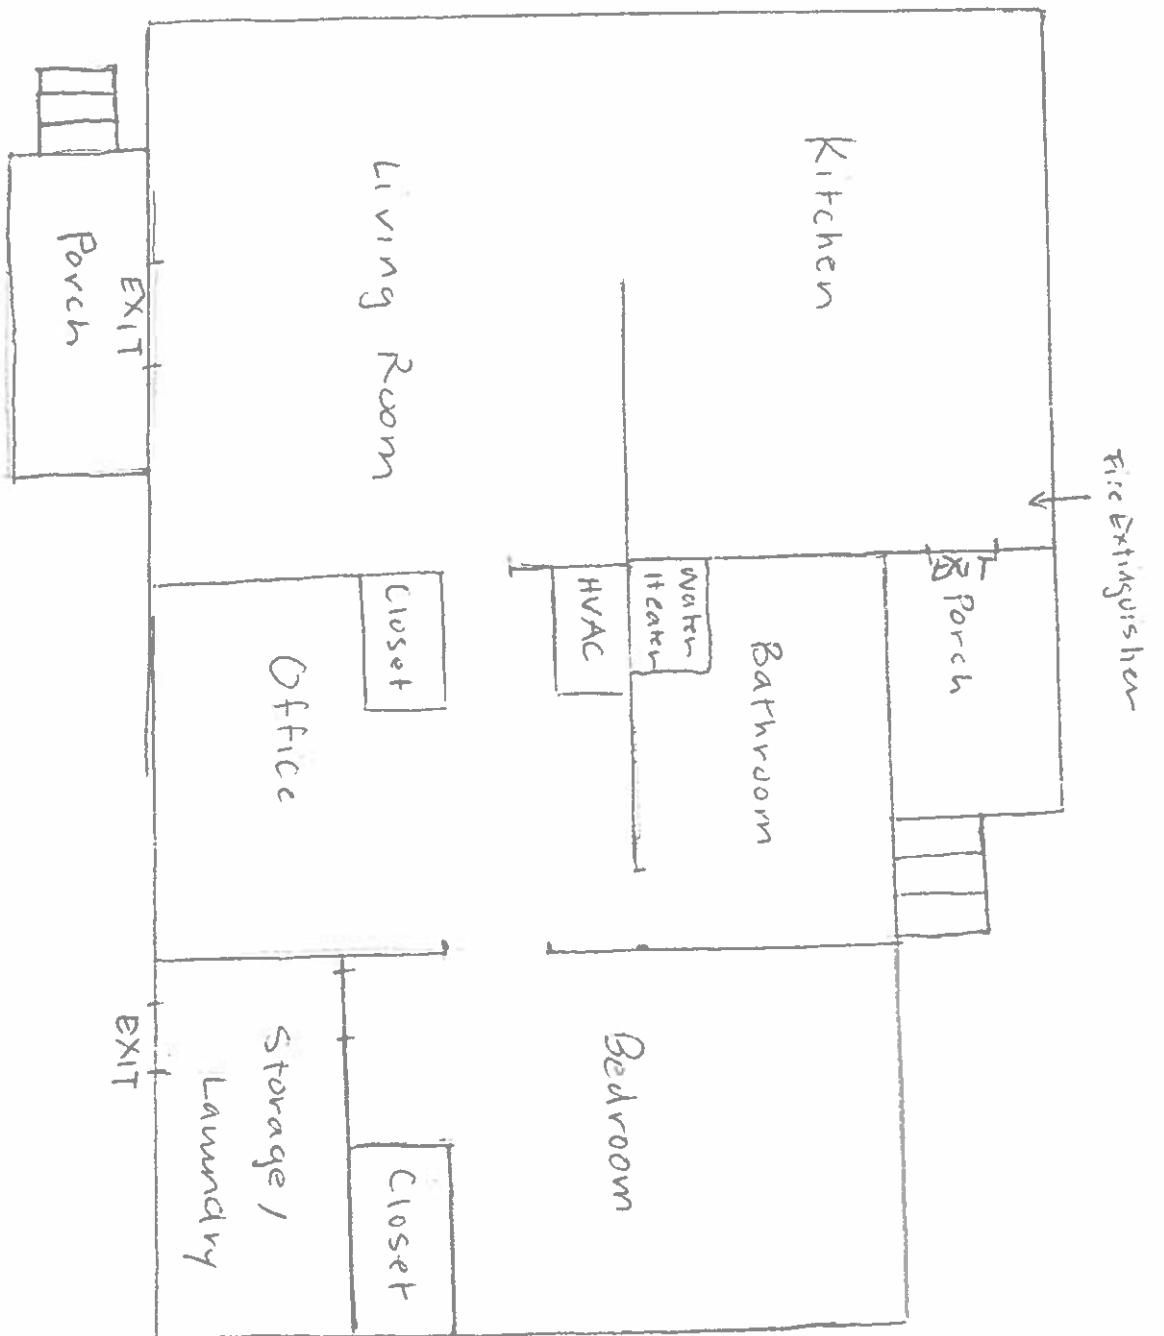 Fire Extinguisher
Kitchen
EXIT
Porch
Living Room
Water
Heater
Bathroom
HVAC
Closet
Porch
EXIT
Office
Bedroom
Closet
Storage /
Laundry
EXIT